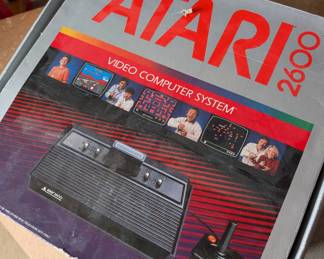 ATARI 2600
VIDEO COMPUTER SYSTEM